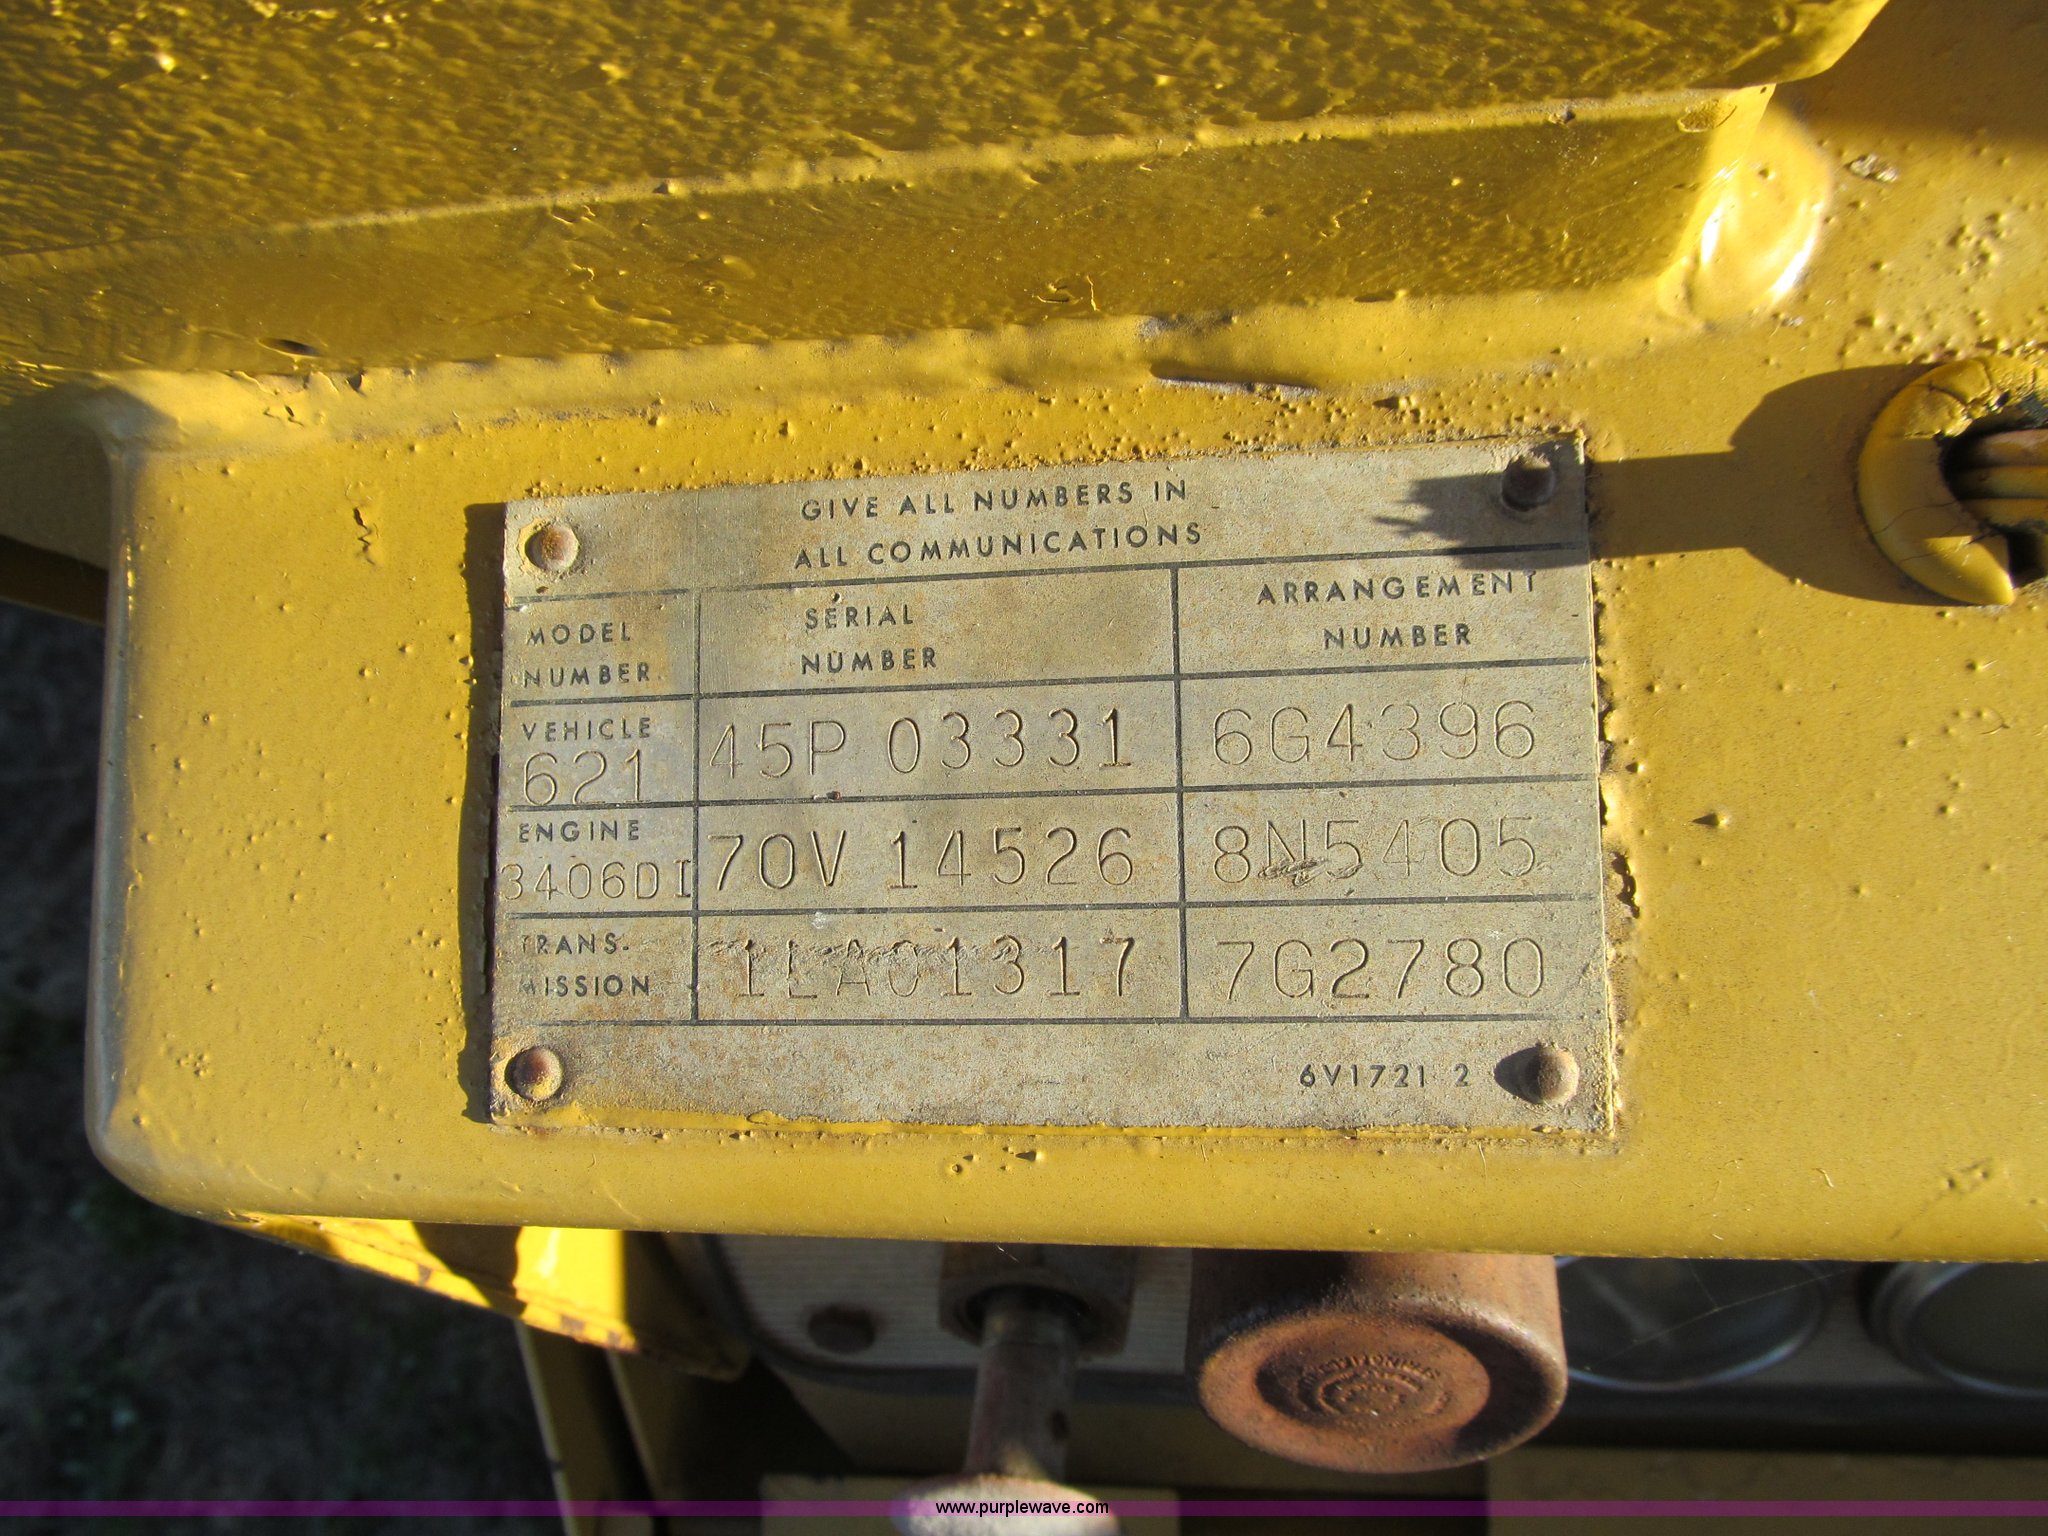 GIVE ALL NUMBERS IN
ALL COMMUNICATIONS
MODEL
NUMBER
SERIAL
NUMBER
ARRANGEMENT
NUMBER
VEHICLE
621
45P 03331
6G4396
ENGINE
3406DI
70V 14526
8N5405
TRANS-
MISSION
1LA01317
7G2780
6V1721 2
www.purplewave.com